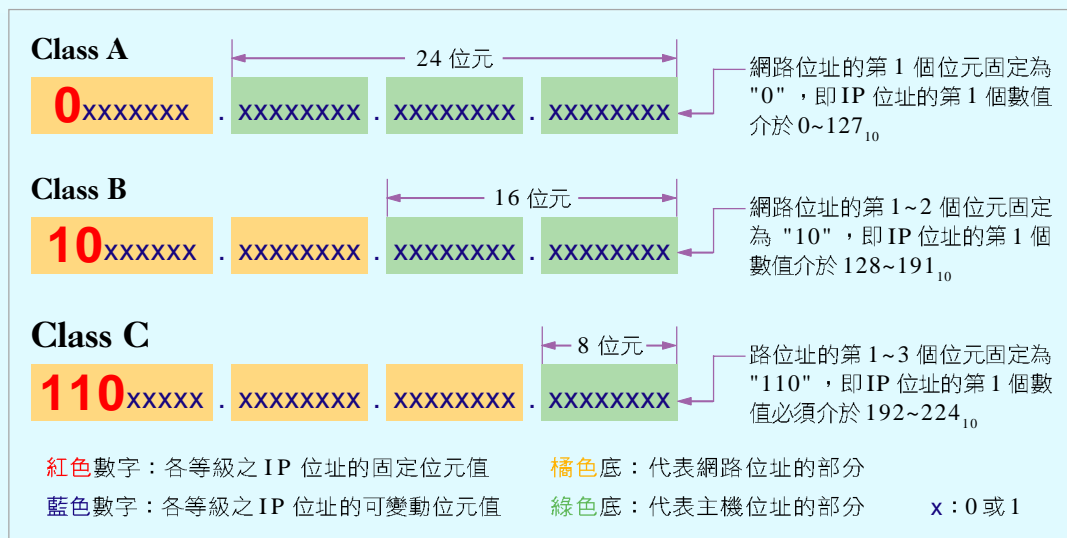 Class A
24 位元
0xxxxxxx . xxxxxxxx . xxxxxxxx . xxxxxxxx
網路位址的第 1 個位元固定為
"0" ，即 IP 位址的第 1 個數值
介於 0~127₁₀
Class B
16 位元
10xxxxxx . xxxxxxxx . xxxxxxxx . xxxxxxxx
網路位址的第 1~2 個位元固定
為 "10" ，即 IP 位址的第 1 個
數值介於 128~191₁₀
Class C
8 位元
110xxxxx . xxxxxxxx . xxxxxxxx . xxxxxxxx
路位址的第 1~3 個位元固定為
"110" ，即 IP 位址的第 1 個數
值必須介於 192~224₁₀
紅色數字：各等級之 IP 位址的固定位元值
橘色底：代表網路位址的部分
藍色數字：各等級之 IP 位址的可變動位元值
綠色底：代表主機位址的部分
x：0 或 1